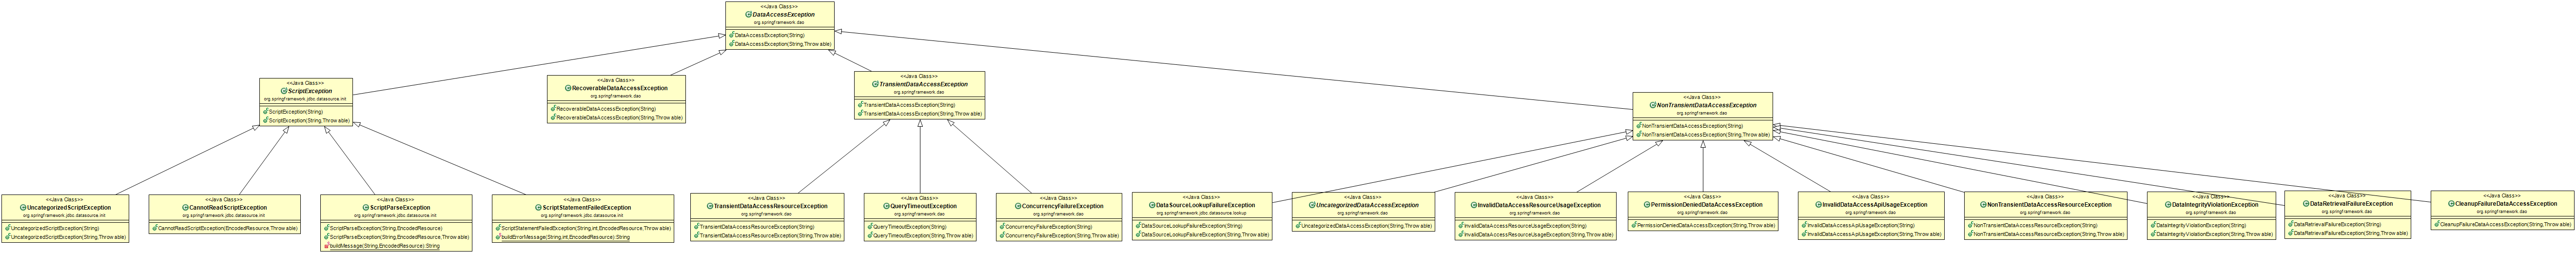 <<Java Class>>
DataAccessException
org.springframework.dao
DataAccessException(String)
DataAccessException(String,Throwable)
<<Java Class>>
ScriptException
org.springframework.jdbc.datasource.init
ScriptException(String)
ScriptException(String,Throwable)
<<Java Class>>
RecoverableDataAccessException
org.springframework.dao
RecoverableDataAccessException(String)
RecoverableDataAccessException(String,Throwable)
<<Java Class>>
TransientDataAccessException
org.springframework.dao
TransientDataAccessException(String)
TransientDataAccessException(String,Throwable)
<<Java Class>>
NonTransientDataAccessException
org.springframework.dao
NonTransientDataAccessException(String)
NonTransientDataAccessException(String,Throwable)
<<Java Class>>
UncategorizedScriptException
org.springframework.jdbc.datasource.init
UncategorizedScriptException(String)
UncategorizedScriptException(String,Throwable)
<<Java Class>>
CannotReadScriptException
org.springframework.jdbc.datasource.init
CannotReadScriptException(EncodedResource,Throwable)
<<Java Class>>
ScriptParseException
org.springframework.jdbc.datasource.init
ScriptParseException(String,EncodedResource)
ScriptParseException(String,EncodedResource,Throwable)
buildMessage(String,EncodedResource):String
<<Java Class>>
ScriptStatementFailedException
org.springframework.jdbc.datasource.init
ScriptStatementFailedException(String,int,EncodedResource,Throwable)
buildErrorMessage(String,int,EncodedResource):String
<<Java Class>>
TransientDataAccessResourceException
org.springframework.dao
TransientDataAccessResourceException(String)
TransientDataAccessResourceException(String,Throwable)
<<Java Class>>
QueryTimeoutException
org.springframework.dao
QueryTimeoutException(String)
QueryTimeoutException(String,Throwable)
<<Java Class>>
ConcurrencyFailureException
org.springframework.dao
ConcurrencyFailureException(String)
ConcurrencyFailureException(String,Throwable)
<<Java Class>>
DataSourceLookupFailureException
org.springframework.jdbc.datasource.lookup
DataSourceLookupFailureException(String)
DataSourceLookupFailureException(String,Throwable)
<<Java Class>>
UncategorizedDataAccessException
org.springframework.dao
UncategorizedDataAccessException(String,Throwable)
<<Java Class>>
InvalidDataAccessResourceUsageException
org.springframework.dao
InvalidDataAccessResourceUsageException(String)
InvalidDataAccessResourceUsageException(String,Throwable)
<<Java Class>>
PermissionDeniedDataAccessException
org.springframework.dao
PermissionDeniedDataAccessException(String,Throwable)
<<Java Class>>
InvalidDataAccessApiUsageException
org.springframework.dao
InvalidDataAccessApiUsageException(String)
InvalidDataAccessApiUsageException(String,Throwable)
<<Java Class>>
NonTransientDataAccessResourceException
org.springframework.dao
NonTransientDataAccessResourceException(String)
NonTransientDataAccessResourceException(String,Throwable)
<<Java Class>>
DataIntegrityViolationException
org.springframework.dao
DataIntegrityViolationException(String)
DataIntegrityViolationException(String,Throwable)
<<Java Class>>
DataRetrievalFailureException
org.springframework.dao
DataRetrievalFailureException(String)
DataRetrievalFailureException(String,Throwable)
<<Java Class>>
CleanupFailureDataAccessException
org.springframework.dao
CleanupFailureDataAccessException(String,Throwable)